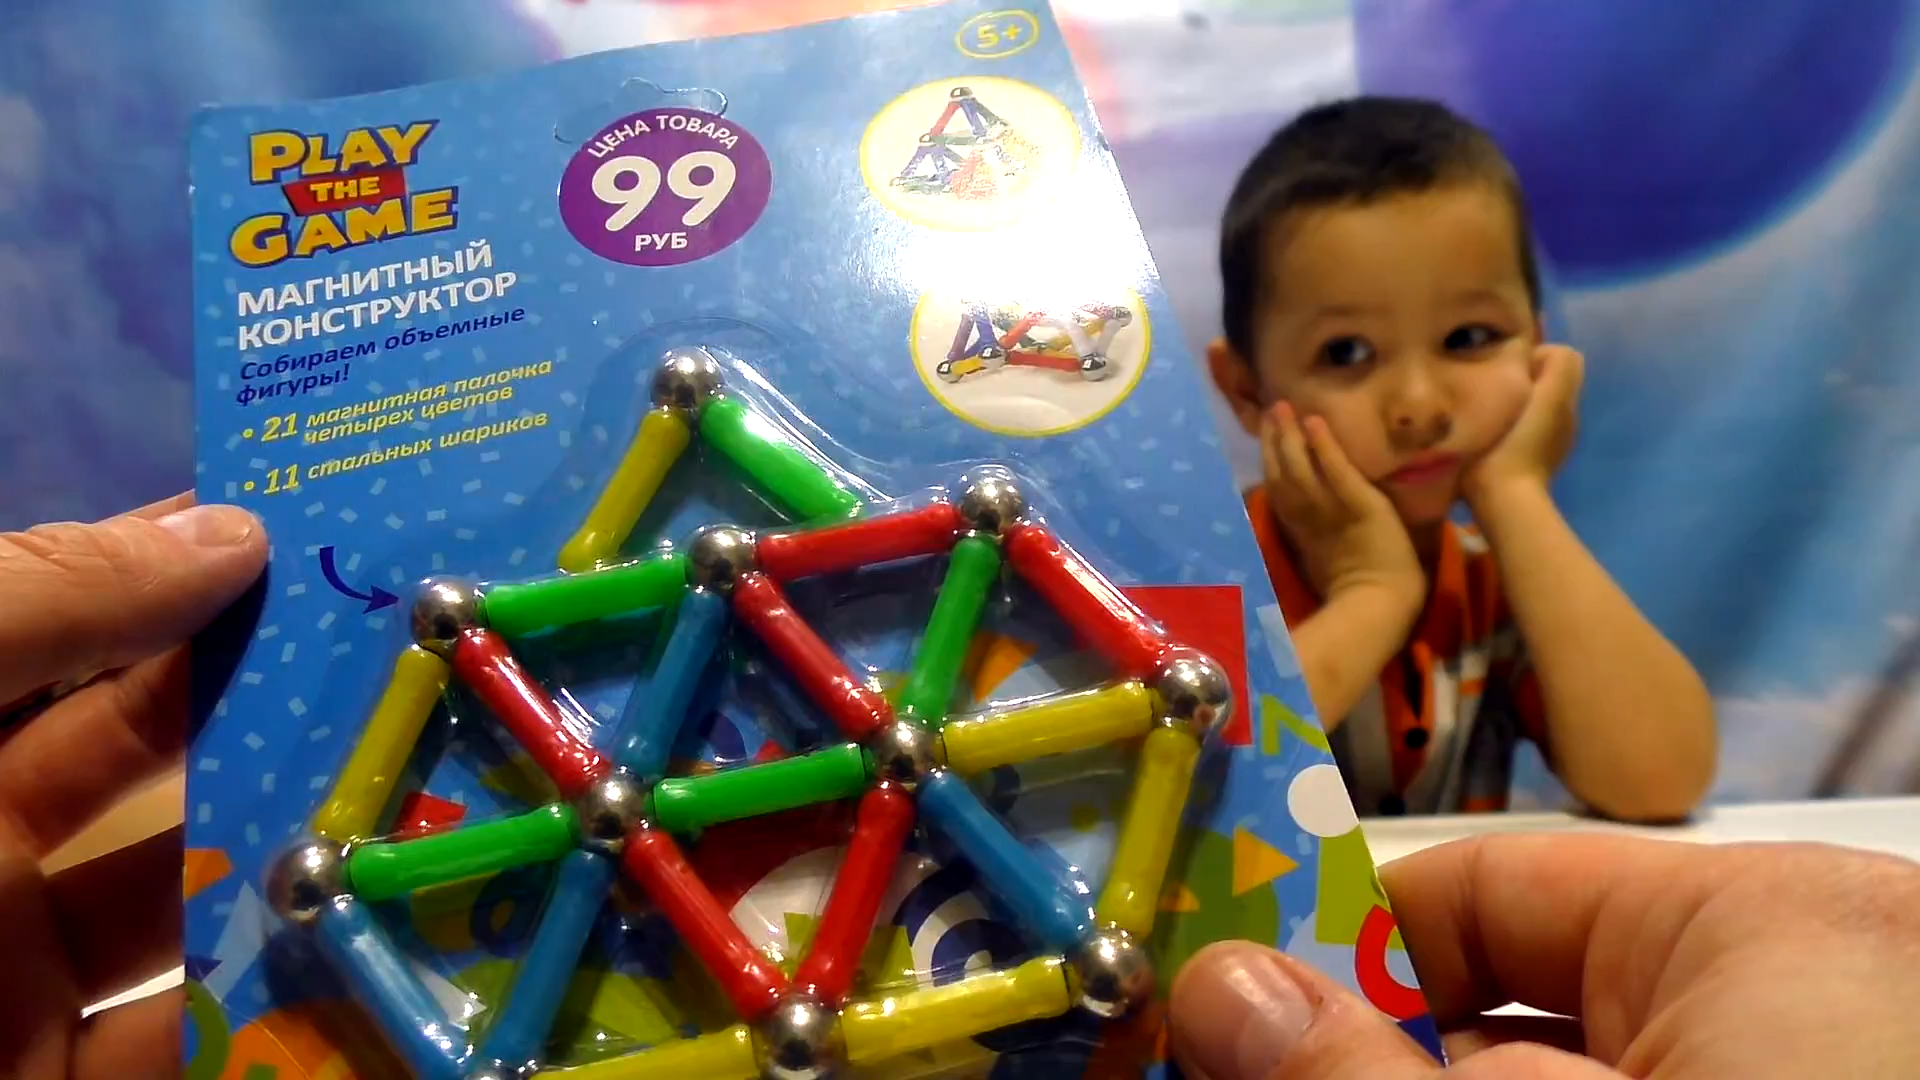 5+
PLAY
THE
GAME
ЦЕНА ТОВАРА
99
РУБ
МАГНИТНЫЙ
КОНСТРУКТОР
Собираем объемные
фигуры!
• 21 магнитная палочка
четырех цветов
• 11 стальных шариков